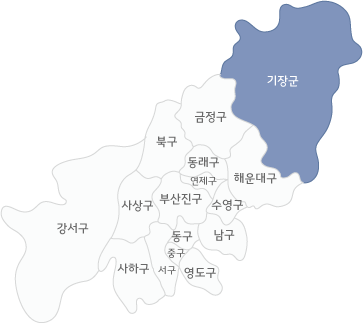 기장군
금정구
북구
동래구
연제구
해운대구
사상구
부산진구
수영구
강서구
동구
남구
중구
사하구
서구
영도구